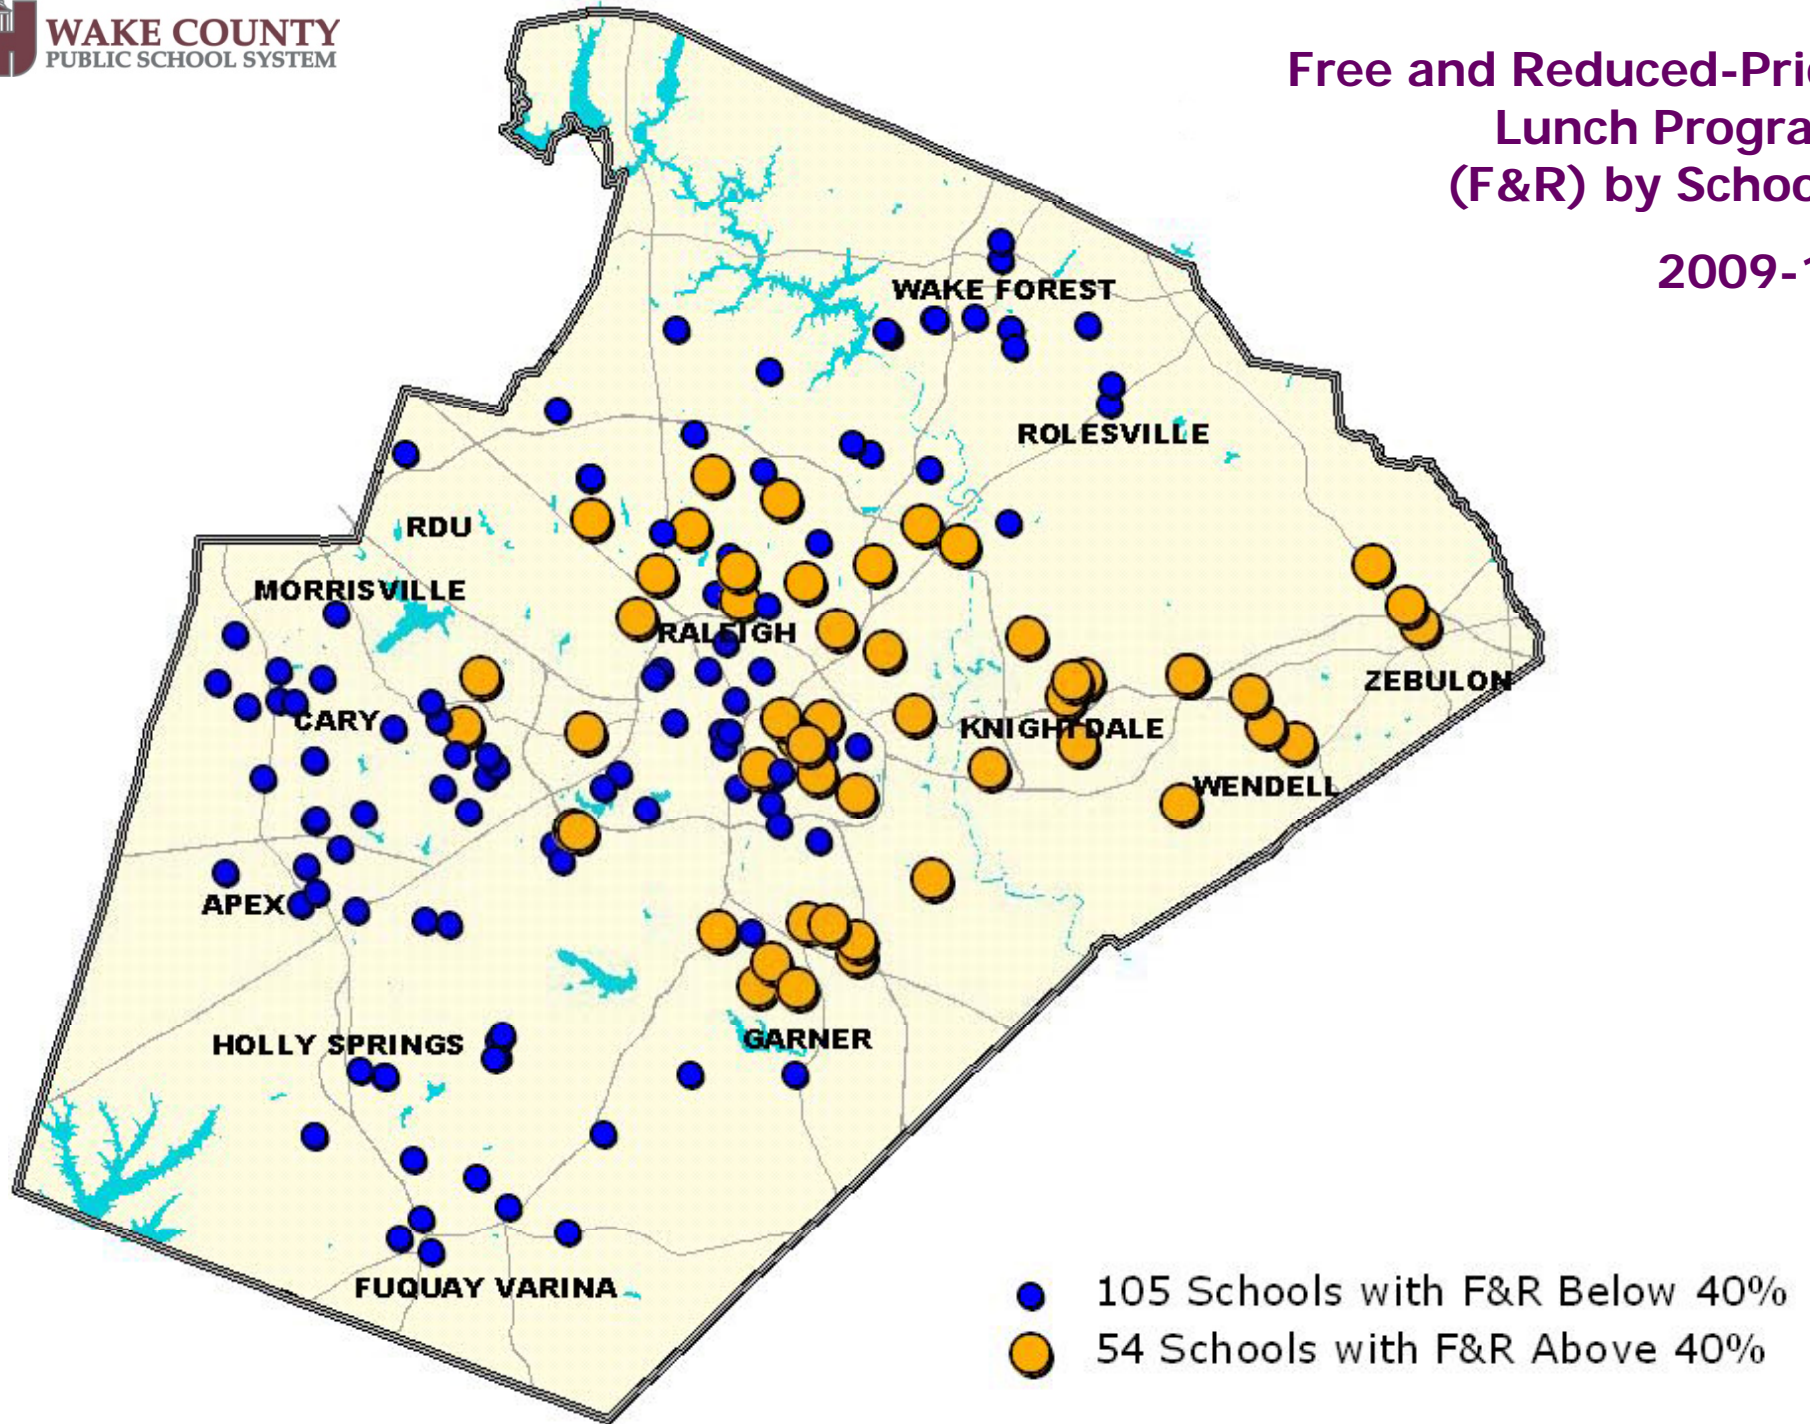 WAKE COUNTY
PUBLIC SCHOOL SYSTEM
Free and Reduced-Pric
Lunch Progra
(F&R) by Schoo
2009-1
WAKE FOREST
ROLESVILLE
RDU
MORRISVILLE
RALEIGH
ZEBULON
CARY
KNIGHTDALE
WENDELL
APEX
HOLLY SPRINGS
GARNER
FUQUAY VARINA
105 Schools with F&R Below 40%
54 Schools with F&R Above 40%